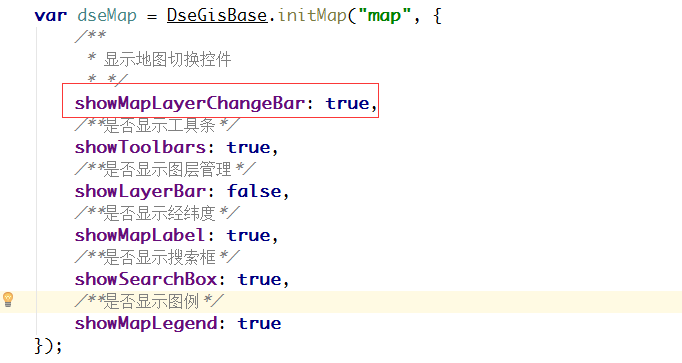 var dseMap = DseGisBase.initMap("map", {
/**
* 显示地图切换控件
* */
showMapLayerChangeBar: true,
/**是否显示工具条*/
showToolbars: true,
/**是否显示图层管理*/
showLayerBar: false,
/**是否显示经纬度*/
showMapLabel: true,
/**是否显示搜索框*/
showSearchBox: true,
/**是否显示图例*/
showMapLegend: true
});